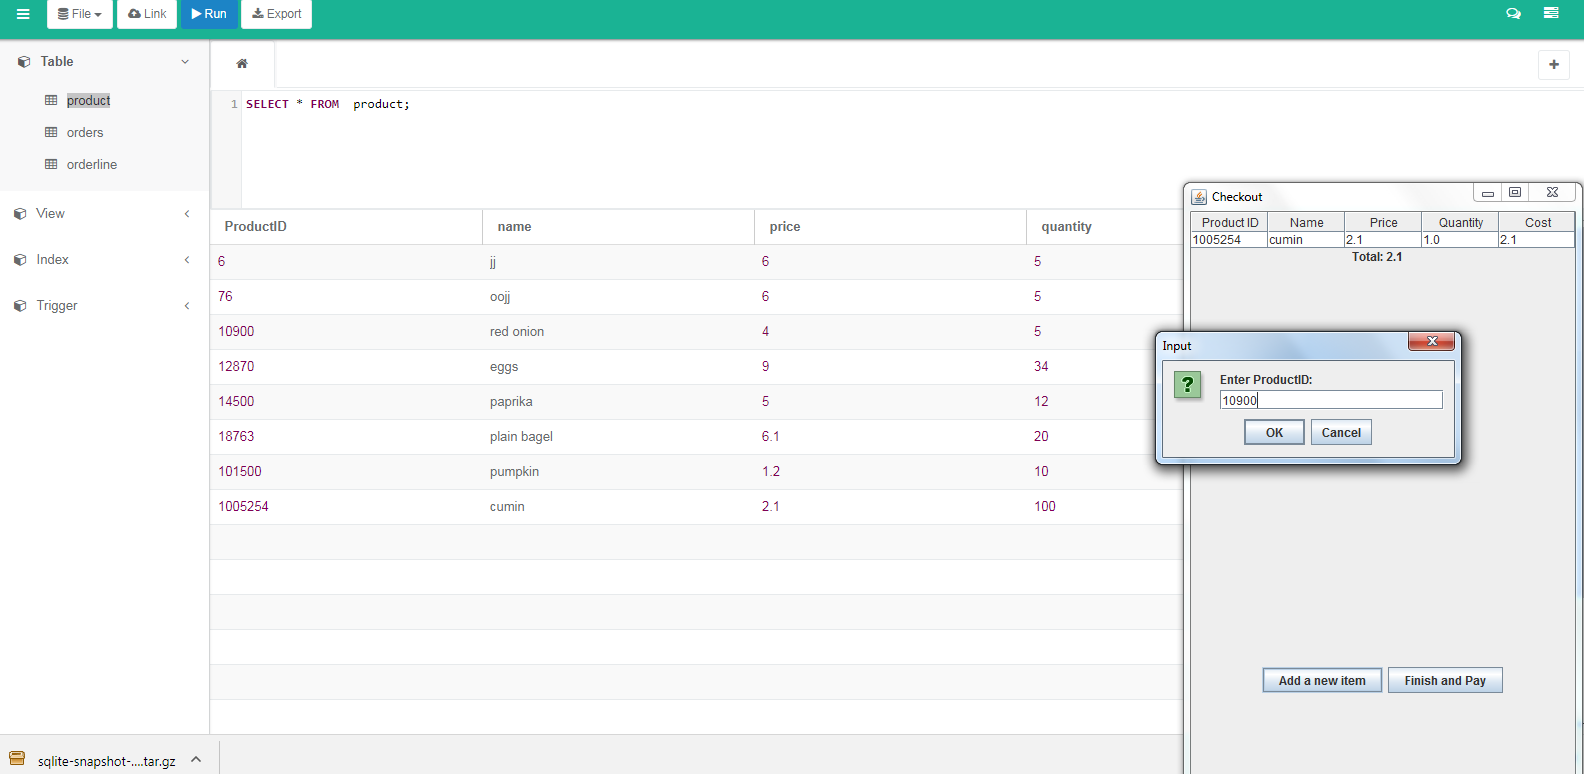 File Link Run Export
Table
product
orders
orderline
View
Index
Trigger
1 SELECT * FROM  product;
ProductID name price quantity
6 jj 6 5
76 oojj 6 5
10900 red onion 4 5
12870 eggs 9 34
14500 paprika 5 12
18763 plain bagel 6.1 20
101500 pumpkin 1.2 10
1005254 cumin 2.1 100
Checkout
Product ID Name Price Quantity Cost
1005254 cumin 2.1 1.0 2.1
Total: 2.1
Input
Enter ProductID:
10900
OK Cancel
Add a new item Finish and Pay
sqlite-snapshot-....tar.gz